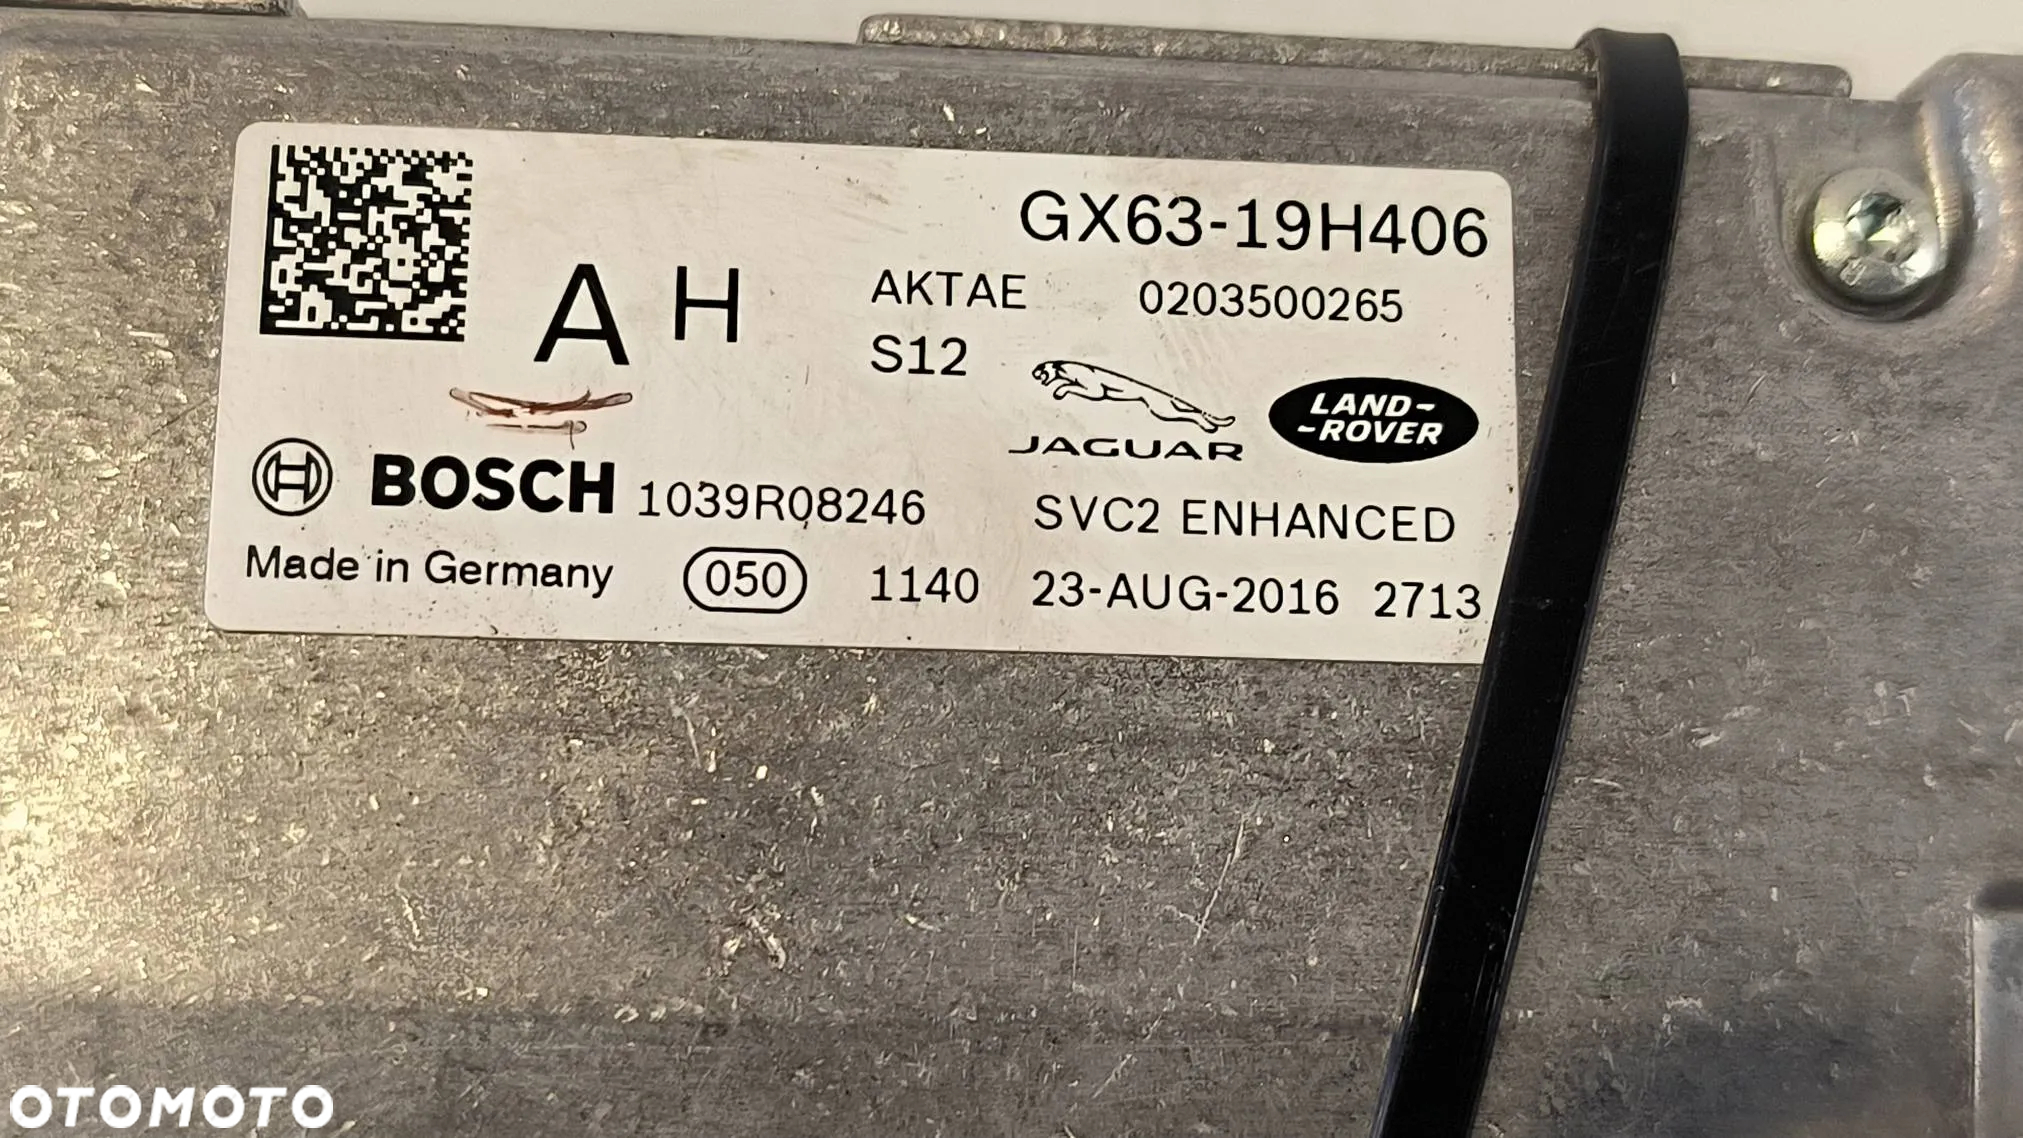 GX63-19H406
A H
AKTAE 0203500265
S12
JAGUAR
LAND-
-ROVER
BOSCH 1039R08246
SVC2 ENHANCED
Made in Germany 050 1140 23-AUG-2016 2713
OTOMOTO